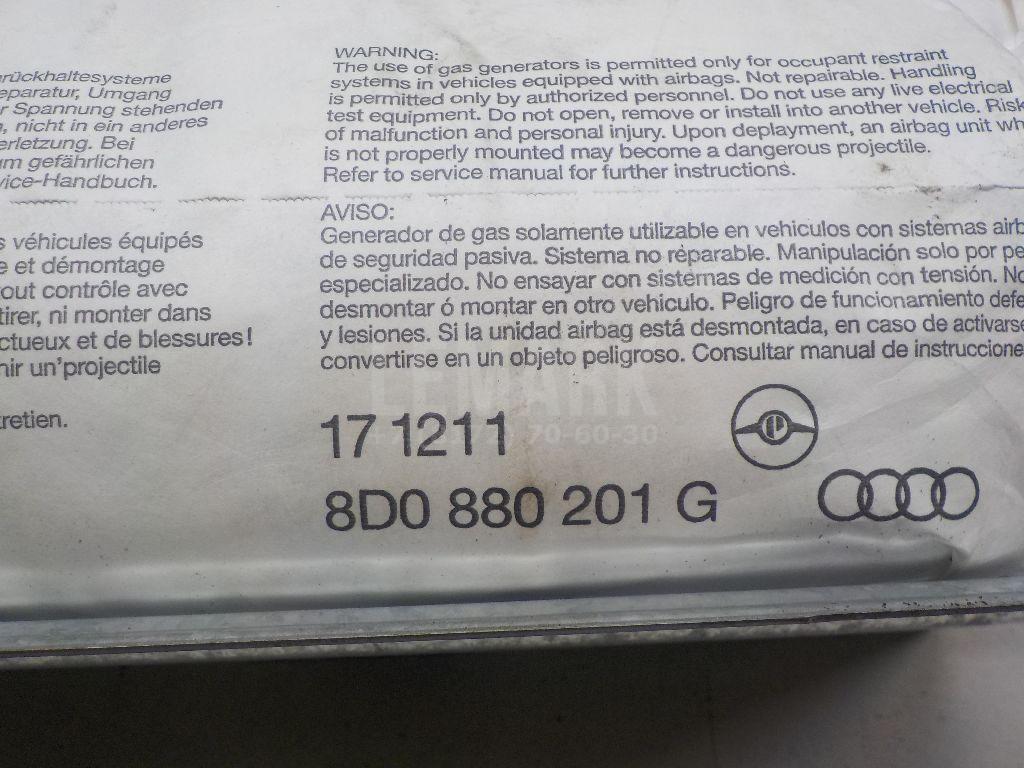 rückhaltesysteme
eparatur, Umgang
r Spannung stehenden
, nicht in ein anderes
erletzung. Bei
um gefährlichen
vice-Handbuch.
WARNING:
The use of gas generators is permitted only for occupant restraint
systems in vehicles equipped with airbags. Not repairable. Handling
is permitted only by authorized personnel. Do not use any live electrical
test equipment. Do not open, remove or install into another vehicle. Risk
of malfunction and personal injury. Upon deplayment, an airbag unit wh
is not properly mounted may become a dangerous projectile.
Refer to service manual for further instructions.
s véhicules équipés
e et démontage
out contrôle avec
tirer, ni monter dans
ctueux et de blessures!
nir un'projectile
retien.
AVISO:
Generador de gas solamente utilizable en vehiculos con sistemas airb
de seguridad pasiva. Sistema no réparable. Manipulación solo por pe
especializado. No ensayar con sistemas de medición con tensión. No
desmontar ó montar en otro vehiculo. Peligro de funcionamiento defe
y lesiones. Si la unidad airbag está desmontada, en caso de activarse
convertirse en un objeto peligroso. Consultar manual de instrucciones
LEMARK
70-60-30
17 1211
8D0 880 201 G